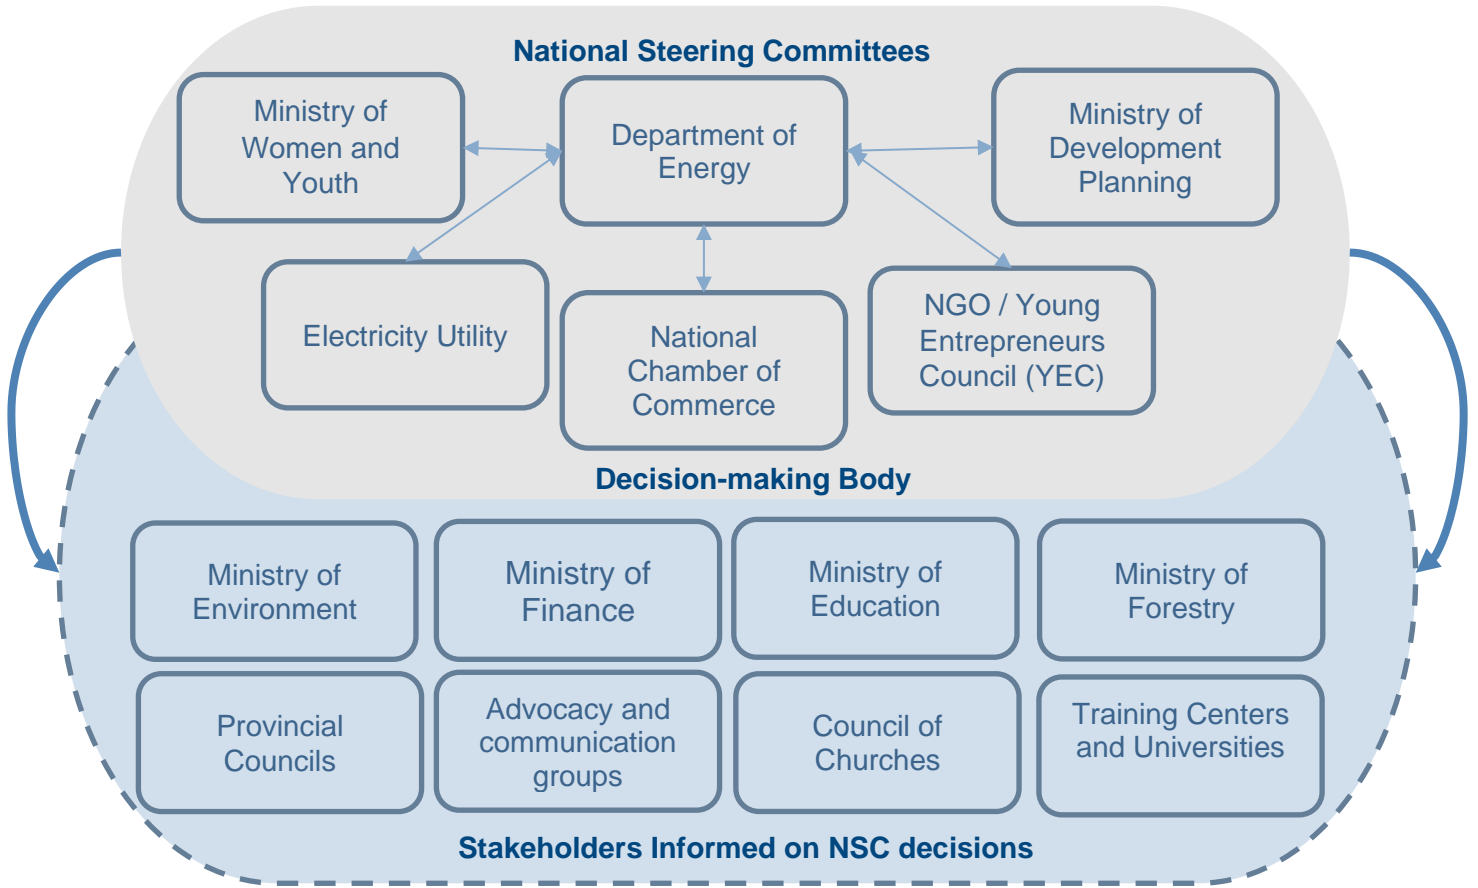 National Steering Committees
Ministry of
Women and
Youth
Department of
Energy
Ministry of
Development
Planning
Electricity Utility
National
Chamber of
Commerce
NGO / Young
Entrepreneurs
Council (YEC)
Decision-making Body
Ministry of
Environment
Ministry of
Finance
Ministry of
Education
Ministry of
Forestry
Provincial
Councils
Advocacy and
communication
groups
Council of
Churches
Training Centers
and Universities
Stakeholders Informed on NSC decisions